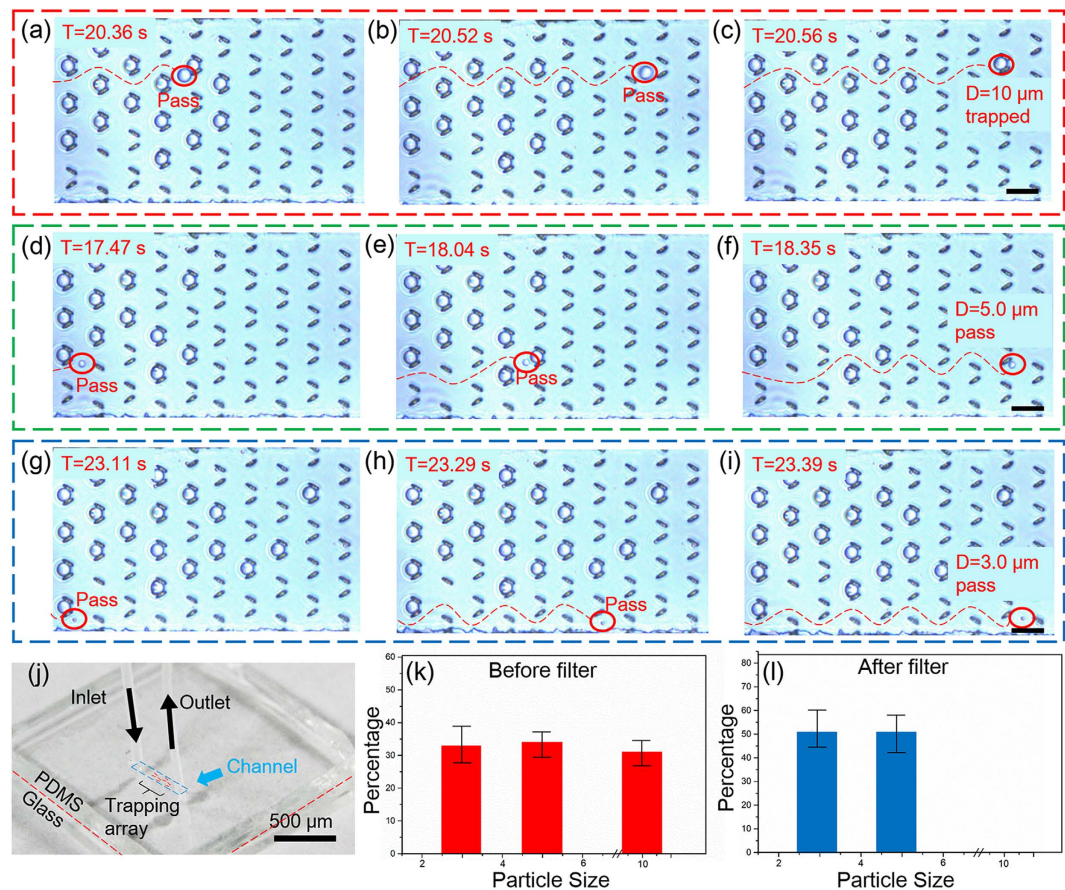 (a) T=20.36 s
Pass
(b) T=20.52 s
Pass
(c) T=20.56 s
D=10 μm
trapped
(d) T=17.47 s
Pass
(e) T=18.04 s
Pass
(f) T=18.35 s
D=5.0 μm
pass
(g) T=23.11 s
Pass
(h) T=23.29 s
Pass
(i) T=23.39 s
D=3.0 μm
pass
(j)
Inlet
Outlet
Channel
Trapping
array
PDMS
Glass
500 μm
(k) Before filter
Percentage
60
50
40
30
20
10
0
2 4 6 10
Particle Size
(l) After filter
Percentage
80
70
60
50
40
30
20
10
0
2 4 6 10
Particle Size